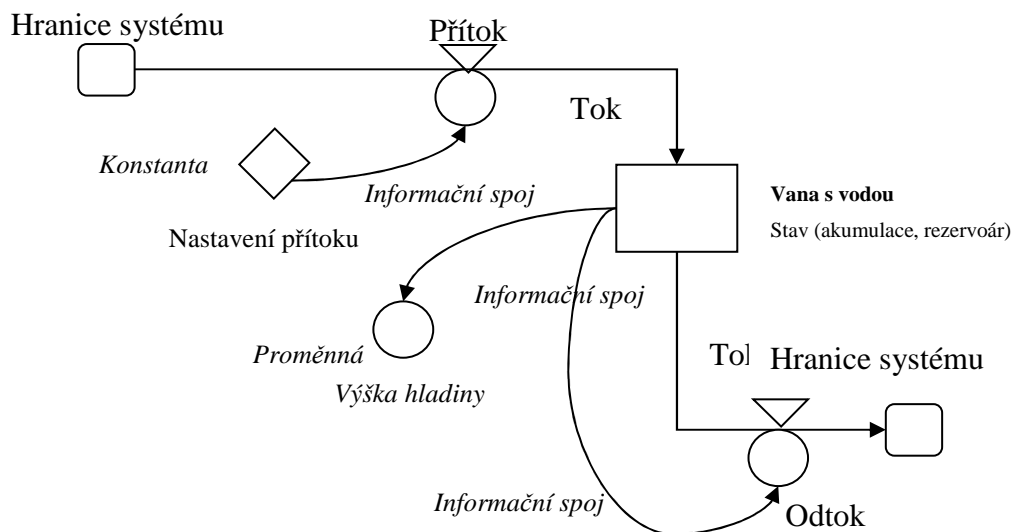 Hranice systému
Přítok
Tok
Konstanta
Informační spoj
Vana s vodou
Stav (akumulace, rezervoár)
Nastavení přítoku
Informační spoj
Proměnná
Výška hladiny
Hranice systému
Informační spoj
Odtok